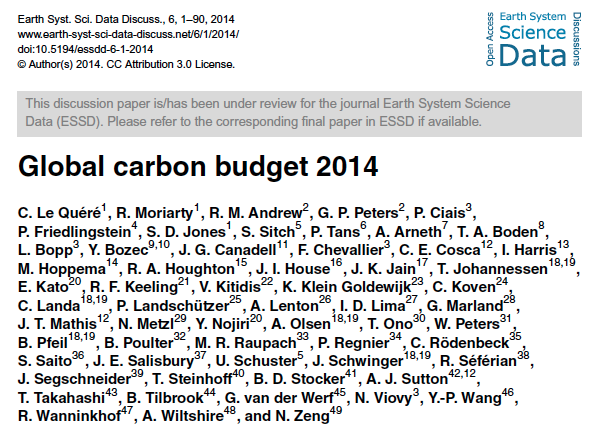 Earth Syst. Sci. Data Discuss., 6, 1–90, 2014
www.earth-syst-sci-data-discuss.net/6/1/2014/
doi:10.5194/essdd-6-1-2014
© Author(s) 2014. CC Attribution 3.0 License.
Open Access
Earth System
Science
Data
Discussions
This discussion paper is/has been under review for the journal Earth System Science
Data (ESSD). Please refer to the corresponding final paper in ESSD if available.
Global carbon budget 2014
C. Le Quéré1, R. Moriarty1, R. M. Andrew2, G. P. Peters2, P. Ciais3,
P. Friedlingstein4, S. D. Jones1, S. Sitch5, P. Tans6, A. Arneth7, T. A. Boden8,
L. Bopp3, Y. Bozec9,10, J. G. Canadell11, F. Chevallier3, C. E. Cosca12, I. Harris13,
M. Hoppema14, R. A. Houghton15, J. I. House16, J. K. Jain17, T. Johannessen18,19,
E. Kato20, R. F. Keeling21, V. Kitidis22, K. Klein Goldewijk23, C. Koven24,
C. Landa18,19, P. Landschützer25, A. Lenton26, I. D. Lima27, G. Marland28,
J. T. Mathis12, N. Metzl29, Y. Nojiri20, A. Olsen18,19, T. Ono30, W. Peters31,
B. Pfeil18,19, B. Poulter32, M. R. Raupach33, P. Regnier34, C. Rödenbeck35,
S. Saito36, J. E. Salisbury37, U. Schuster5, J. Schwinger18,19, R. Séférian38,
J. Segschneider39, T. Steinhoff40, B. D. Stocker41, A. J. Sutton42,12,
T. Takahashi43, B. Tilbrook44, G. van der Werf45, N. Viovy3, Y.-P. Wang46,
R. Wanninkhof47, A. Wiltshire48, and N. Zeng49